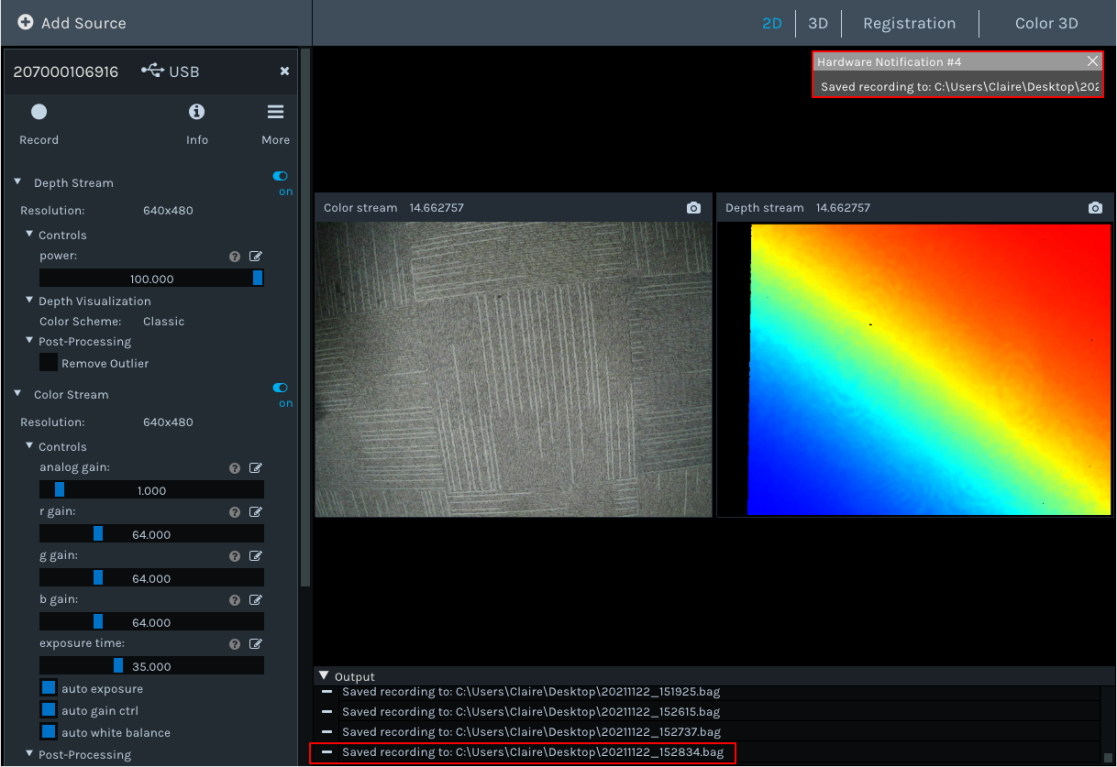 Add Source
2D
3D
Registration
Color 3D
207000106916
USB
Record
Info
More
Depth Stream
on
Resolution: 640x480
Controls
power:
100.000
Depth Visualization
Color Scheme: Classic
Post-Processing
Remove Outlier
Color Stream
on
Resolution: 640x480
Controls
analog gain:
1.000
r gain:
64.000
g gain:
64.000
b gain:
64.000
exposure time:
35.000
auto exposure
auto gain ctrl
auto white balance
Post-Processing
Hardware Notification #4
Saved recording to: C:\Users\Claire\Desktop\202
Color stream 14.662757
Depth stream 14.662757
Output
Saved recording to: C:\Users\Claire\Desktop\20211122_151925.bag
Saved recording to: C:\Users\Claire\Desktop\20211122_152615.bag
Saved recording to: C:\Users\Claire\Desktop\20211122_152737.bag
Saved recording to: C:\Users\Claire\Desktop\20211122_152834.bag